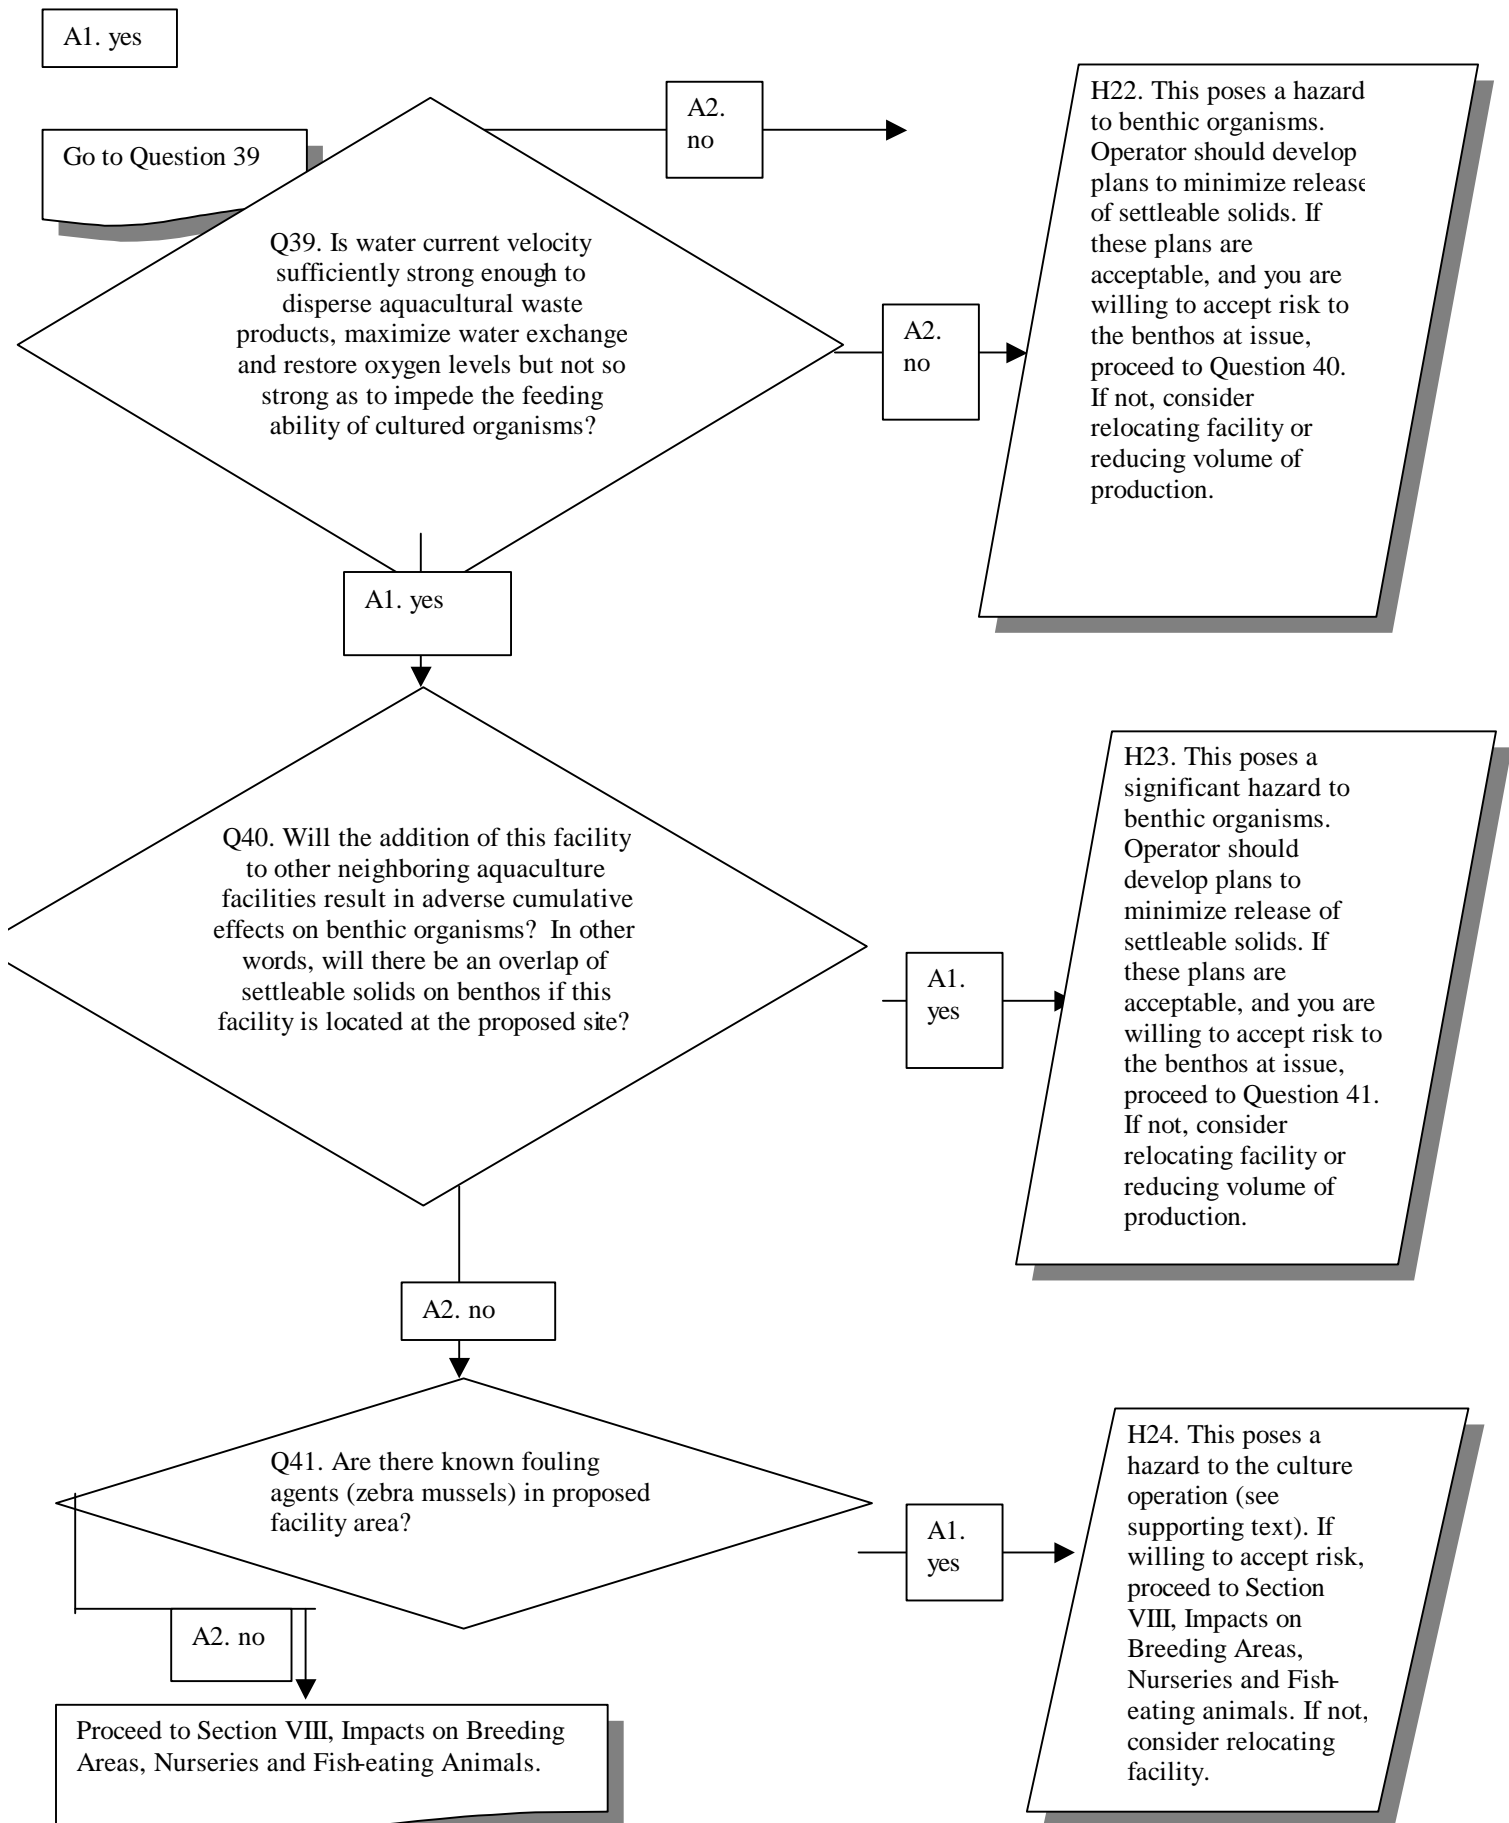 A1. yes
A2.
no
Go to Question 39
Q39. Is water current velocity
sufficiently strong enough to
disperse aquacultural waste
products, maximize water exchange
and restore oxygen levels but not so
strong as to impede the feeding
ability of cultured organisms?
A2.
no
H22. This poses a hazard
to benthic organisms.
Operator should develop
plans to minimize release
of settleable solids. If
these plans are
acceptable, and you are
willing to accept risk to
the benthos at issue,
proceed to Question 40.
If not, consider
relocating facility or
reducing volume of
production.
A1. yes
Q40. Will the addition of this facility
to other neighboring aquaculture
facilities result in adverse cumulative
effects on benthic organisms?  In other
words, will there be an overlap of
settleable solids on benthos if this
facility is located at the proposed site?
A1.
yes
H23. This poses a
significant hazard to
benthic organisms.
Operator should
develop plans to
minimize release of
settleable solids. If
these plans are
acceptable, and you are
willing to accept risk to
the benthos at issue,
proceed to Question 41.
If not, consider
relocating facility or
reducing volume of
production.
A2. no
Q41. Are there known fouling
agents (zebra mussels) in proposed
facility area?
A1.
yes
H24. This poses a
hazard to the culture
operation (see
supporting text). If
willing to accept risk,
proceed to Section
VIII, Impacts on
Breeding Areas,
Nurseries and Fish-
eating animals. If not,
consider relocating
facility.
A2. no
Proceed to Section VIII, Impacts on Breeding
Areas, Nurseries and Fish-eating Animals.